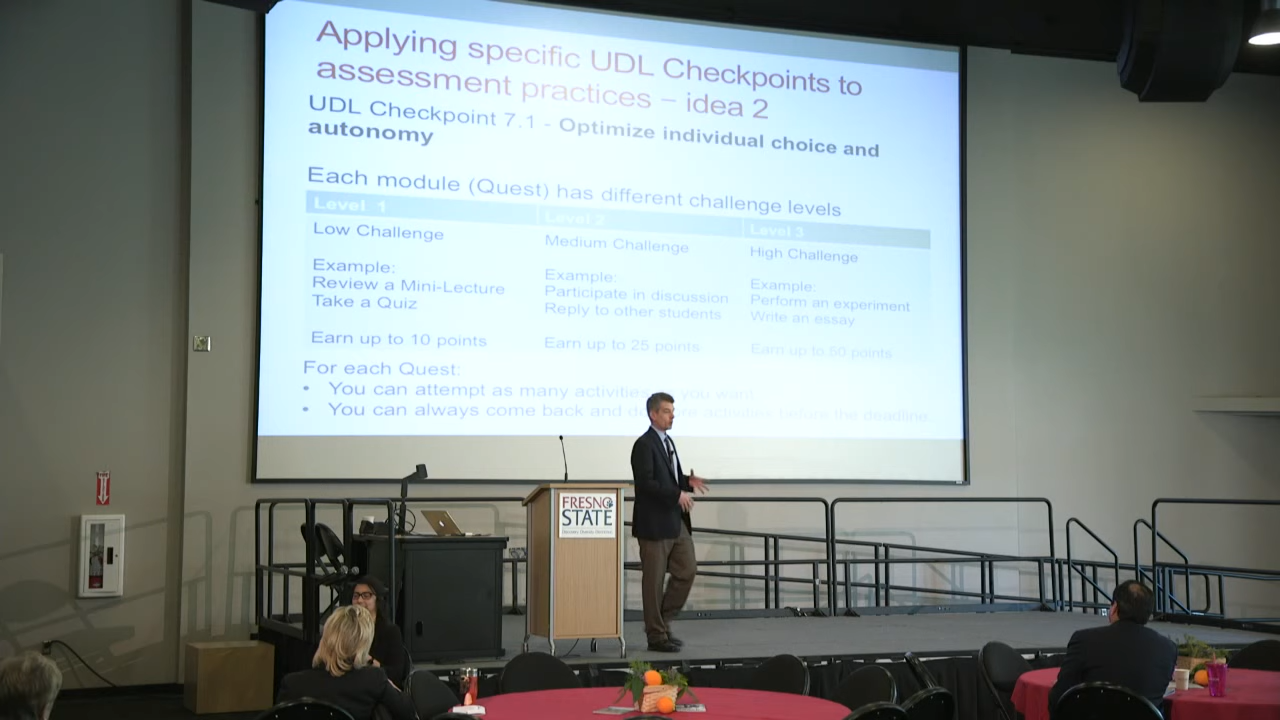 Applying specific UDL Checkpoints to
assessment practices – idea 2
UDL Checkpoint 7.1 - Optimize individual choice and
autonomy
Each module (Quest) has different challenge levels
Level 1
Low Challenge
Example:
Review a Mini-Lecture
Take a Quiz
Earn up to 10 points
Level 2
Medium Challenge
Example:
Participate in discussion
Reply to other students
Earn up to 25 points
Level 3
High Challenge
Example:
Perform an experiment
Write an essay
Earn up to 50 points
For each Quest:
• You can attempt as many activities you want
• You can always come back and activities before the deadline
FRESNO
STATE